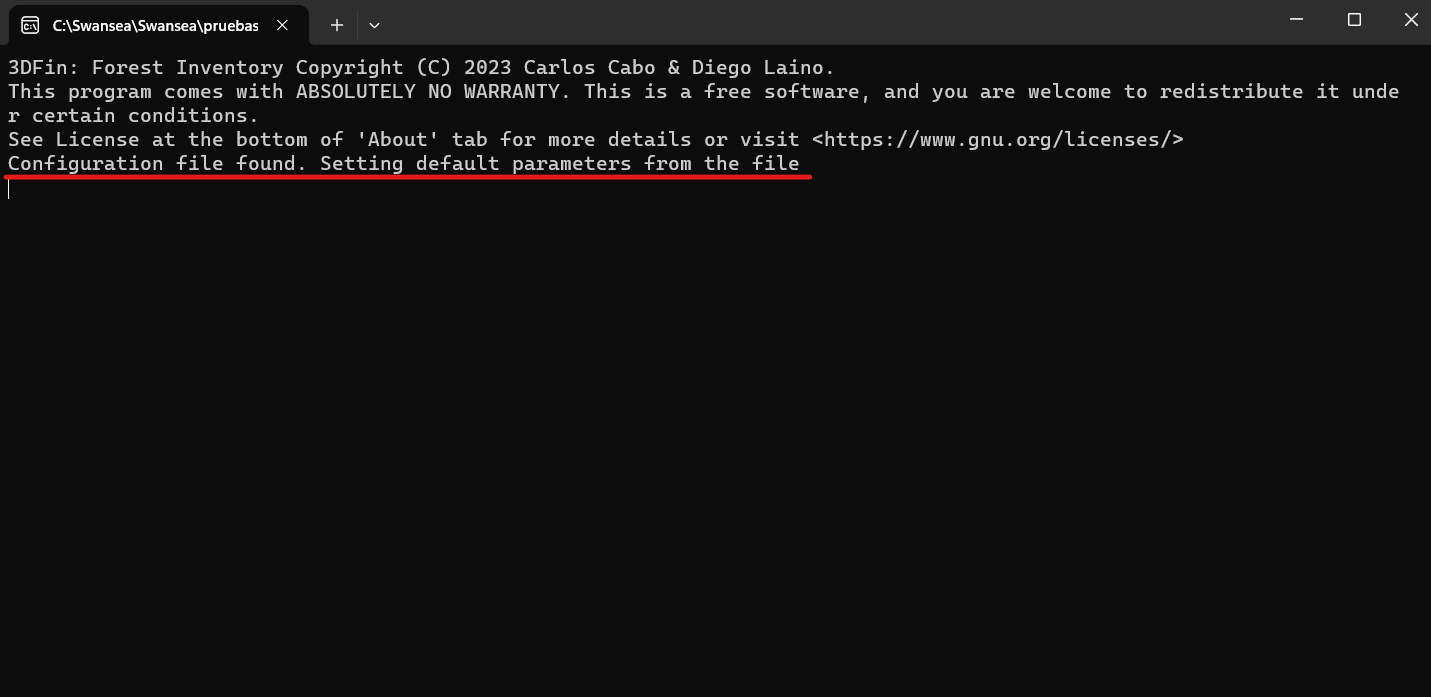 C:\Swansea\Swansea\pruebas
3DFin: Forest Inventory Copyright (C) 2023 Carlos Cabo & Diego Laino.
This program comes with ABSOLUTELY NO WARRANTY. This is a free software, and you are welcome to redistribute it unde
r certain conditions.
See License at the bottom of 'About' tab for more details or visit <https://www.gnu.org/licenses/>
Configuration file found. Setting default parameters from the file